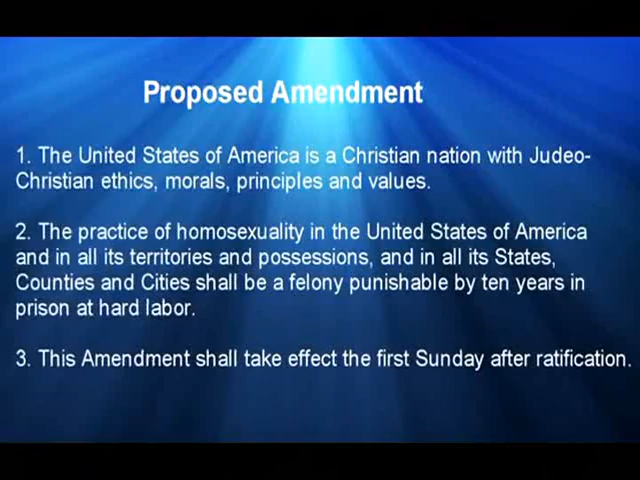 Proposed Amendment
1. The United States of America is a Christian nation with Judeo-
Christian ethics, morals, principles and values.
2. The practice of homosexuality in the United States of America
and in all its territories and possessions, and in all its States,
Counties and Cities shall be a felony punishable by ten years in
prison at hard labor.
3. This Amendment shall take effect the first Sunday after ratification.